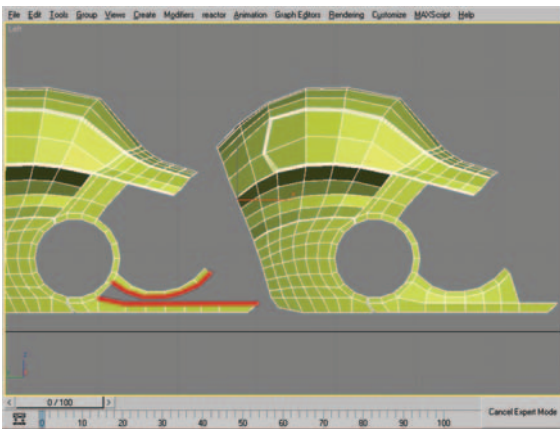 File Edit Tools Group Views Create Modifiers reactor Animation Graph Editors Rendering Customize MAXScript Help
Left
< 0 / 100 >
0 10 20 30 40 50 60 70 80 90 100
Cancel Expert Mode